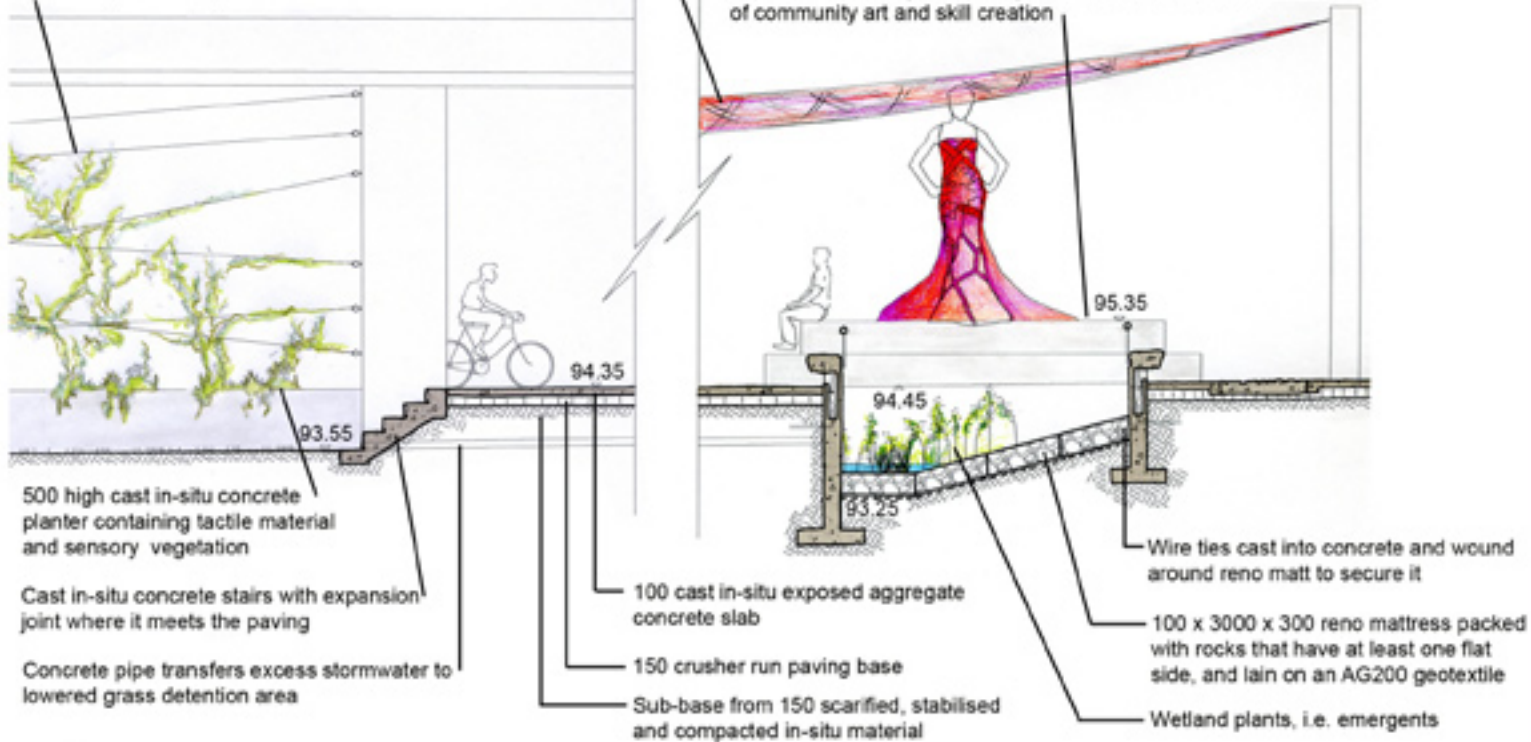 of community art and skill creation
95.35
94.35
94.45
93.55
93.25
500 high cast in-situ concrete
planter containing tactile material
and sensory vegetation
Cast in-situ concrete stairs with expansion
joint where it meets the paving
Concrete pipe transfers excess stormwater to
lowered grass detention area
100 cast in-situ exposed aggregate
concrete slab
150 crusher run paving base
Sub-base from 150 scarified, stabilised
and compacted in-situ material
Wire ties cast into concrete and wound
around reno matt to secure it
100 x 3000 x 300 reno mattress packed
with rocks that have at least one flat
side, and lain on an AG200 geotextile
Wetland plants, i.e. emergents